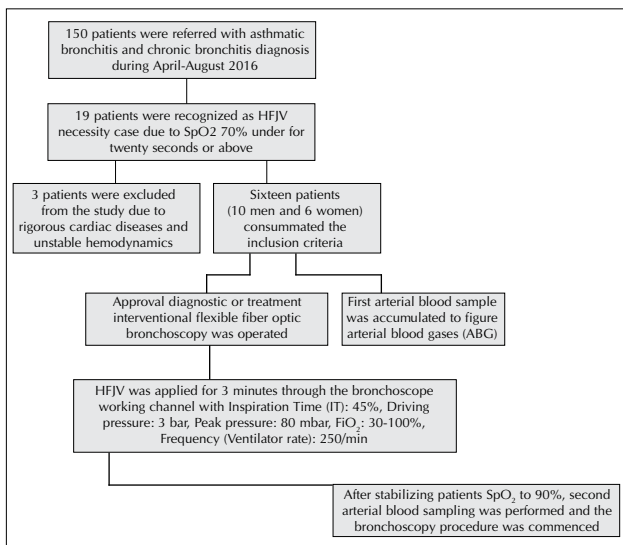 150 patients were referred with asthmatic
bronchitis and chronic bronchitis diagnosis
during April-August 2016
19 patients were recognized as HFJV
necessity case due to SpO2 70% under for
twenty seconds or above
3 patients were excluded
from the study due to
rigorous cardiac diseases and
unstable hemodynamics
Sixteen patients
(10 men and 6 women)
consummated the
inclusion criteria
Approval diagnostic or treatment
interventional flexible fiber optic
bronchoscopy was operated
First arterial blood sample
was accumulated to figure
arterial blood gases (ABG)
HFJV was applied for 3 minutes through the bronchoscope
working channel with Inspiration Time (IT): 45%, Driving
pressure: 3 bar, Peak pressure: 80 mbar, FiO₂: 30-100%,
Frequency (Ventilator rate): 250/min
After stabilizing patients SpO₂ to 90%, second
arterial blood sampling was performed and the
bronchoscopy procedure was commenced